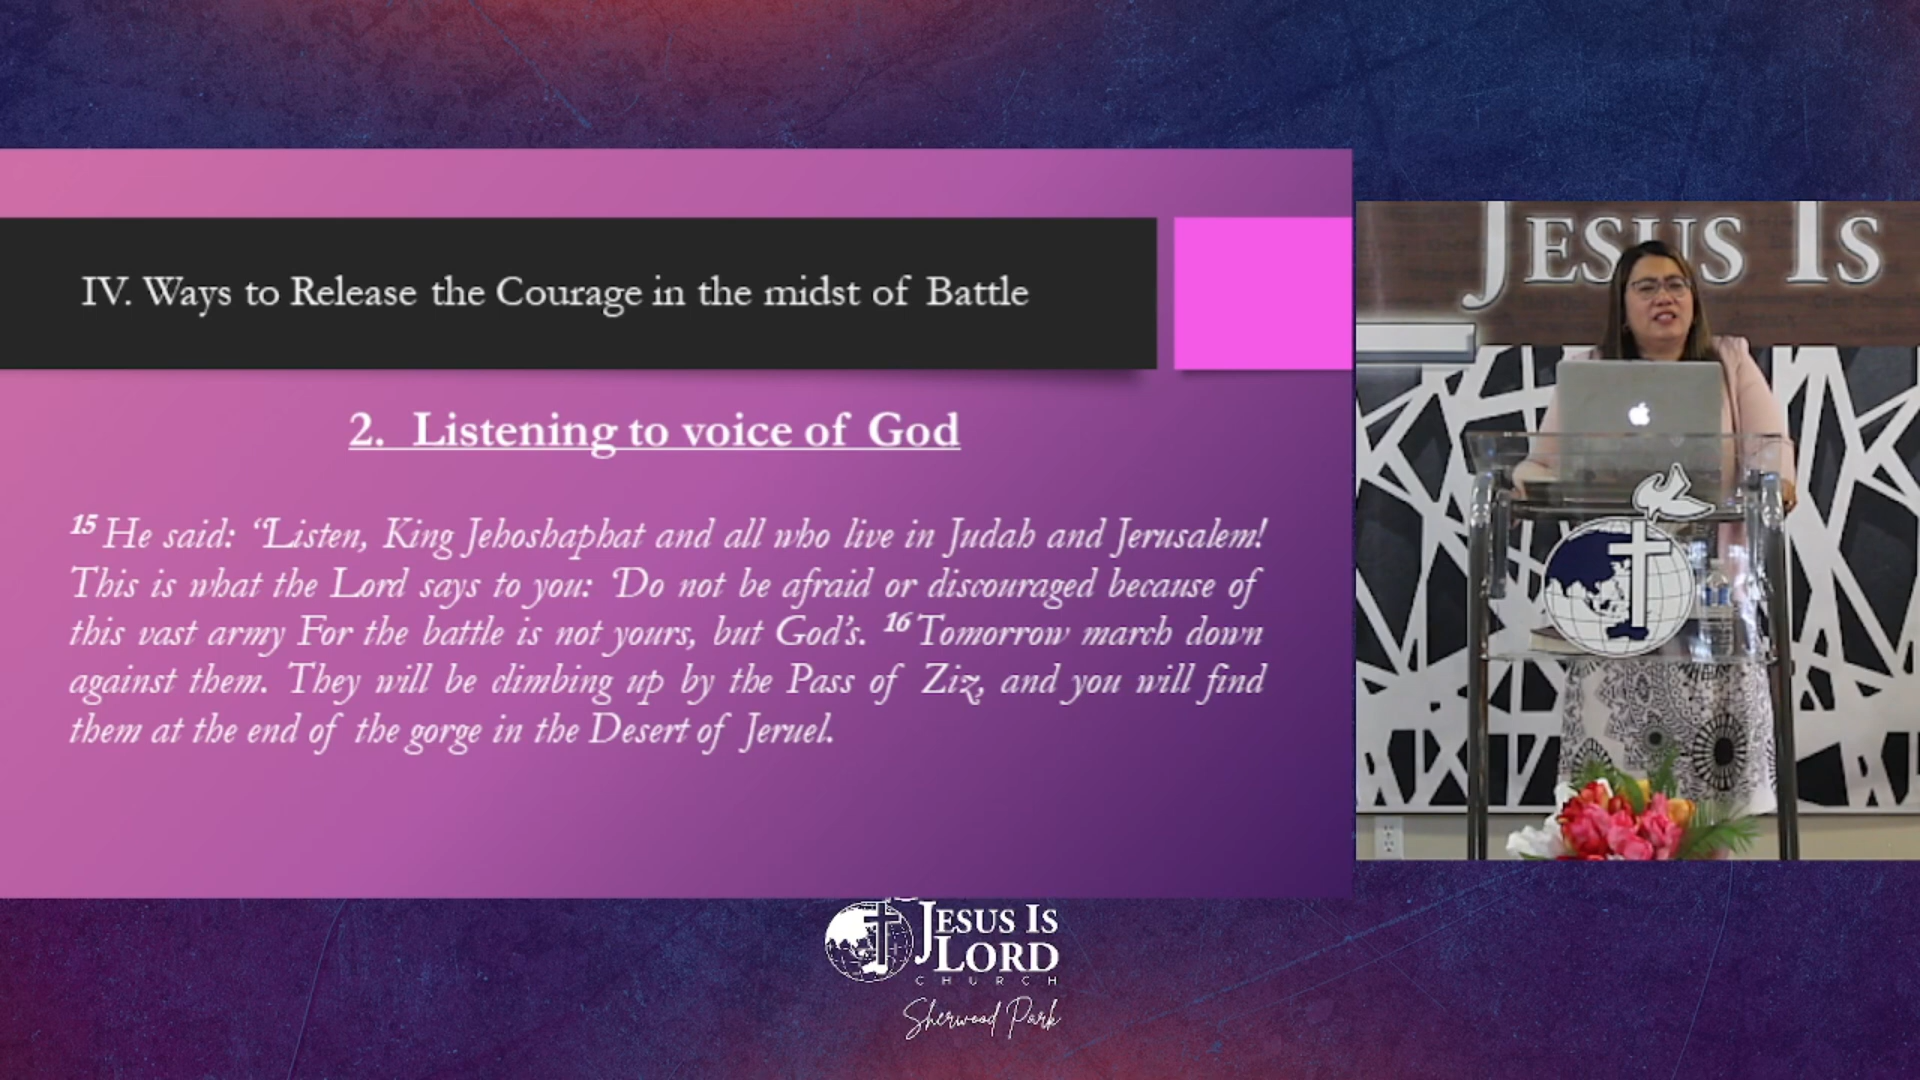 JESUS IS
IV. Ways to Release the Courage in the midst of Battle
2. Listening to voice of God
15 He said: “Listen, King Jehoshaphat and all who live in Judah and Jerusalem!
This is what the Lord says to you: ‘Do not be afraid or discouraged because of
this vast army For the battle is not yours, but God’s. 16 Tomorrow march down
against them. They will be climbing up by the Pass of Ziz, and you will find
them at the end of the gorge in the Desert of Jeruel.
JESUS IS
LORD
CHURCH
Sherwood Park